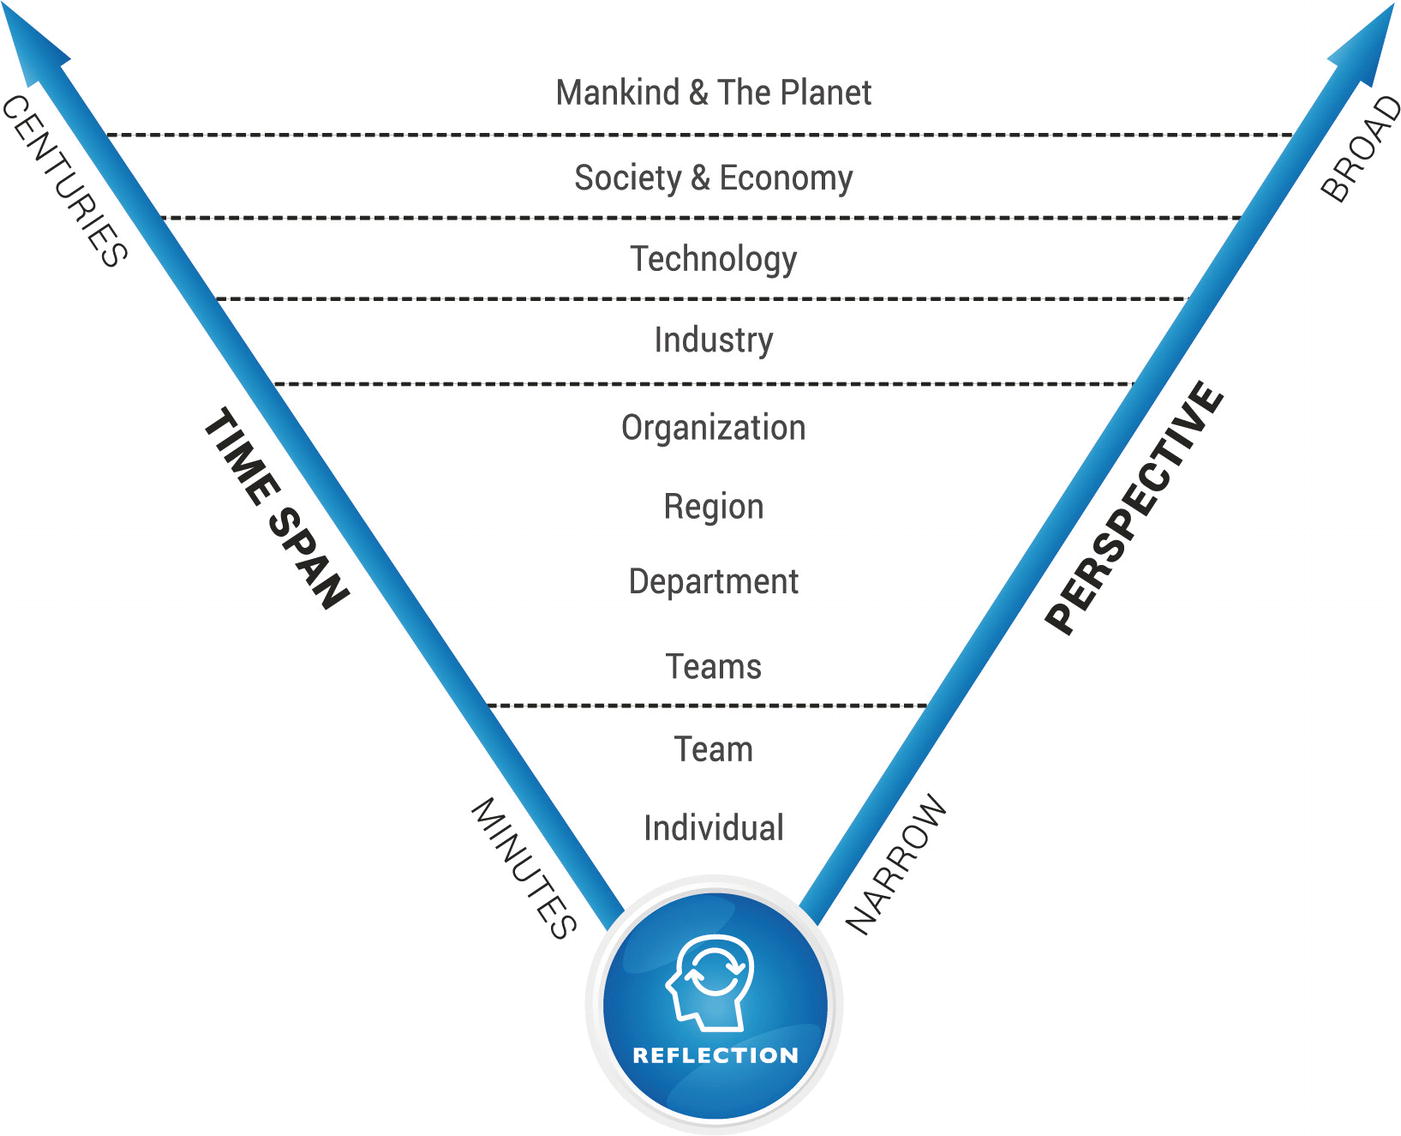 Mankind & The Planet
CENTURIES
BROAD
Society & Economy
Technology
Industry
Organization
TIME SPAN
PERSPECTIVE
Region
Department
Teams
Team
MINUTES
NARROW
Individual
REFLECTION